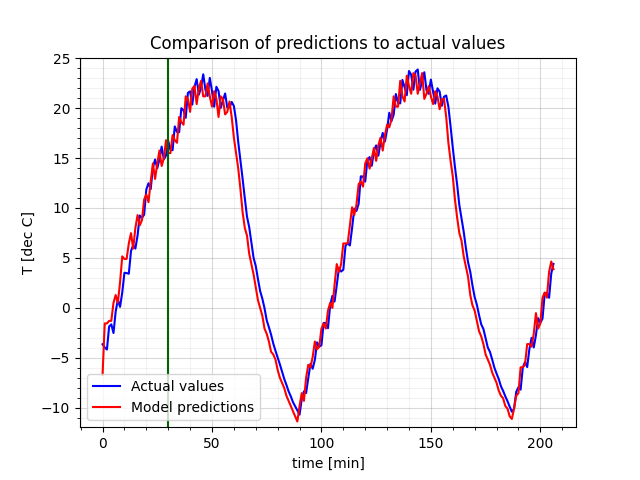 Comparison of predictions to actual values
T [dec C]
25
20
15
10
5
0
−5
−10
Actual values
Model predictions
0
50
100
150
200
time [min]